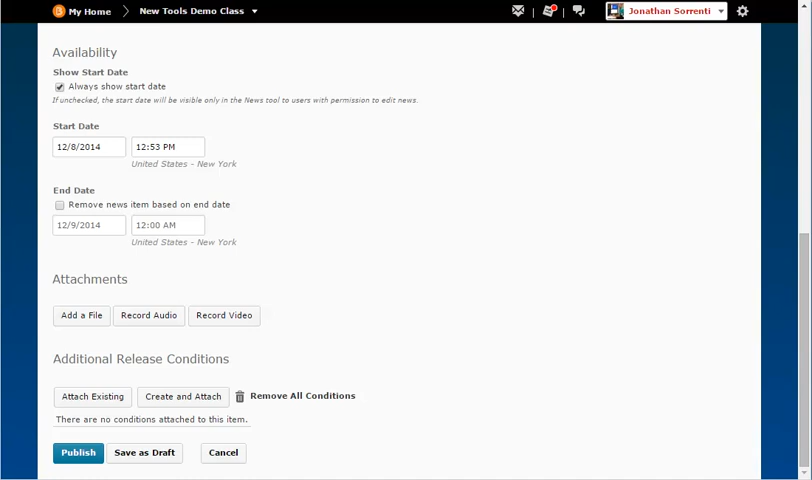 My Home
New Tools Demo Class
Jonathan Sorrenti
Availability
Show Start Date
Always show start date
If unchecked, the start date will be visible only in the News tool to users with permission to edit news.
Start Date
12/8/2014 12:53 PM
United States - New York
End Date
Remove news item based on end date
12/9/2014 12:00 AM
United States - New York
Attachments
Add a File Record Audio Record Video
Additional Release Conditions
Attach Existing Create and Attach Remove All Conditions
There are no conditions attached to this item.
Publish Save as Draft Cancel